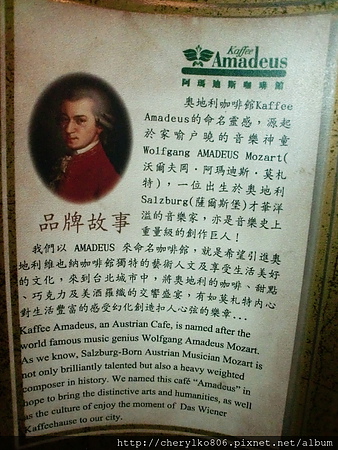 Kaffee
Amadeus
阿瑪迪斯咖啡館
奧地利咖啡館Kaffee
Amadeus的命名靈感，源起
於家喻戶曉的音樂神童
Wolfgang AMADEUS Mozart(
沃爾夫岡．阿瑪迪斯．莫札
特)，一位出生於奧地利
Salzburg(薩爾斯堡)才華洋
溢的音樂家，亦是音樂史上
重量級的創作巨人！
品牌故事
我們以 AMADEUS 來命名咖啡館，就是希望引進奧
地利維也納咖啡館獨特的藝術人文及享受生活美好
的文化，來到台北城市中，將奧地利的咖啡、甜點
、巧克力及美酒羅織的交響盛宴，有如莫札特內心
對生活豐富的感受幻化創造扣人心弦的樂章...
Kaffee Amadeus, an Austrian Cafe, is named after the
world famous music genius Wolfgang Amadeus Mozart.
As we know, Salzburg-Born Austrian Musician Mozart is
not only brilliantly talented but also a heavy weighted
composer in history. We named this café “Amadeus” in
hope to bring the distinctive arts and humanities, as well
as the culture of enjoy the moment of Das Wiener
Kaffeehause to our city.
http://cherylko806.pixnet.net/album